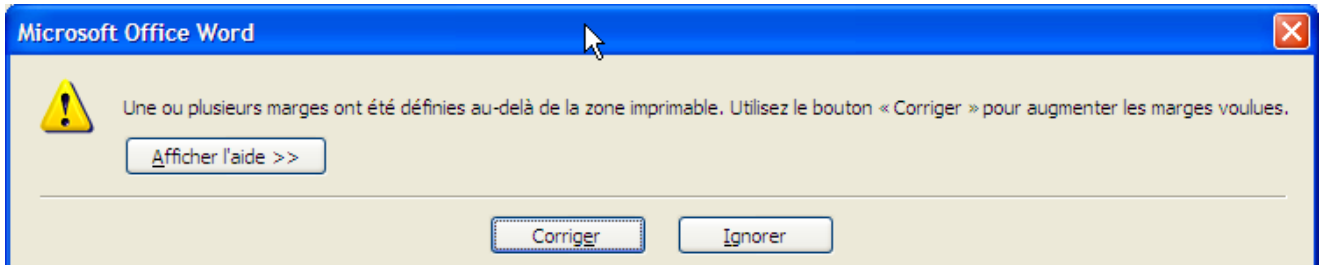 Microsoft Office Word
Une ou plusieurs marges ont été définies au-delà de la zone imprimable. Utilisez le bouton « Corriger » pour augmenter les marges voulues.
Afficher l'aide >>
Corriger
Ignorer